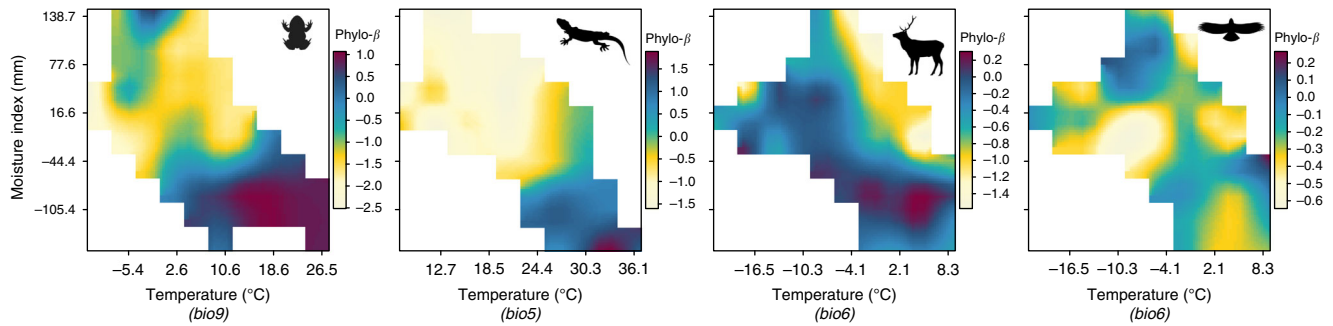 Moisture index (mm)
138.7
77.6
16.6
−44.4
−105.4
−5.4 2.6 10.6 18.6 26.5
Temperature (°C)
(bio9)
Phylo-β
1.0
0.5
0.0
−0.5
−1.0
−1.5
−2.0
−2.5
12.7 18.5 24.4 30.3 36.1
Temperature (°C)
(bio5)
Phylo-β
1.5
1.0
0.5
0.0
−0.5
−1.0
−1.5
−16.5 −10.3 −4.1 2.1 8.3
Temperature (°C)
(bio6)
Phylo-β
0.2
0.0
−0.2
−0.4
−0.6
−0.8
−1.0
−1.2
−1.4
−16.5 −10.3 −4.1 2.1 8.3
Temperature (°C)
(bio6)
Phylo-β
0.2
0.1
0.0
−0.1
−0.2
−0.3
−0.4
−0.5
−0.6